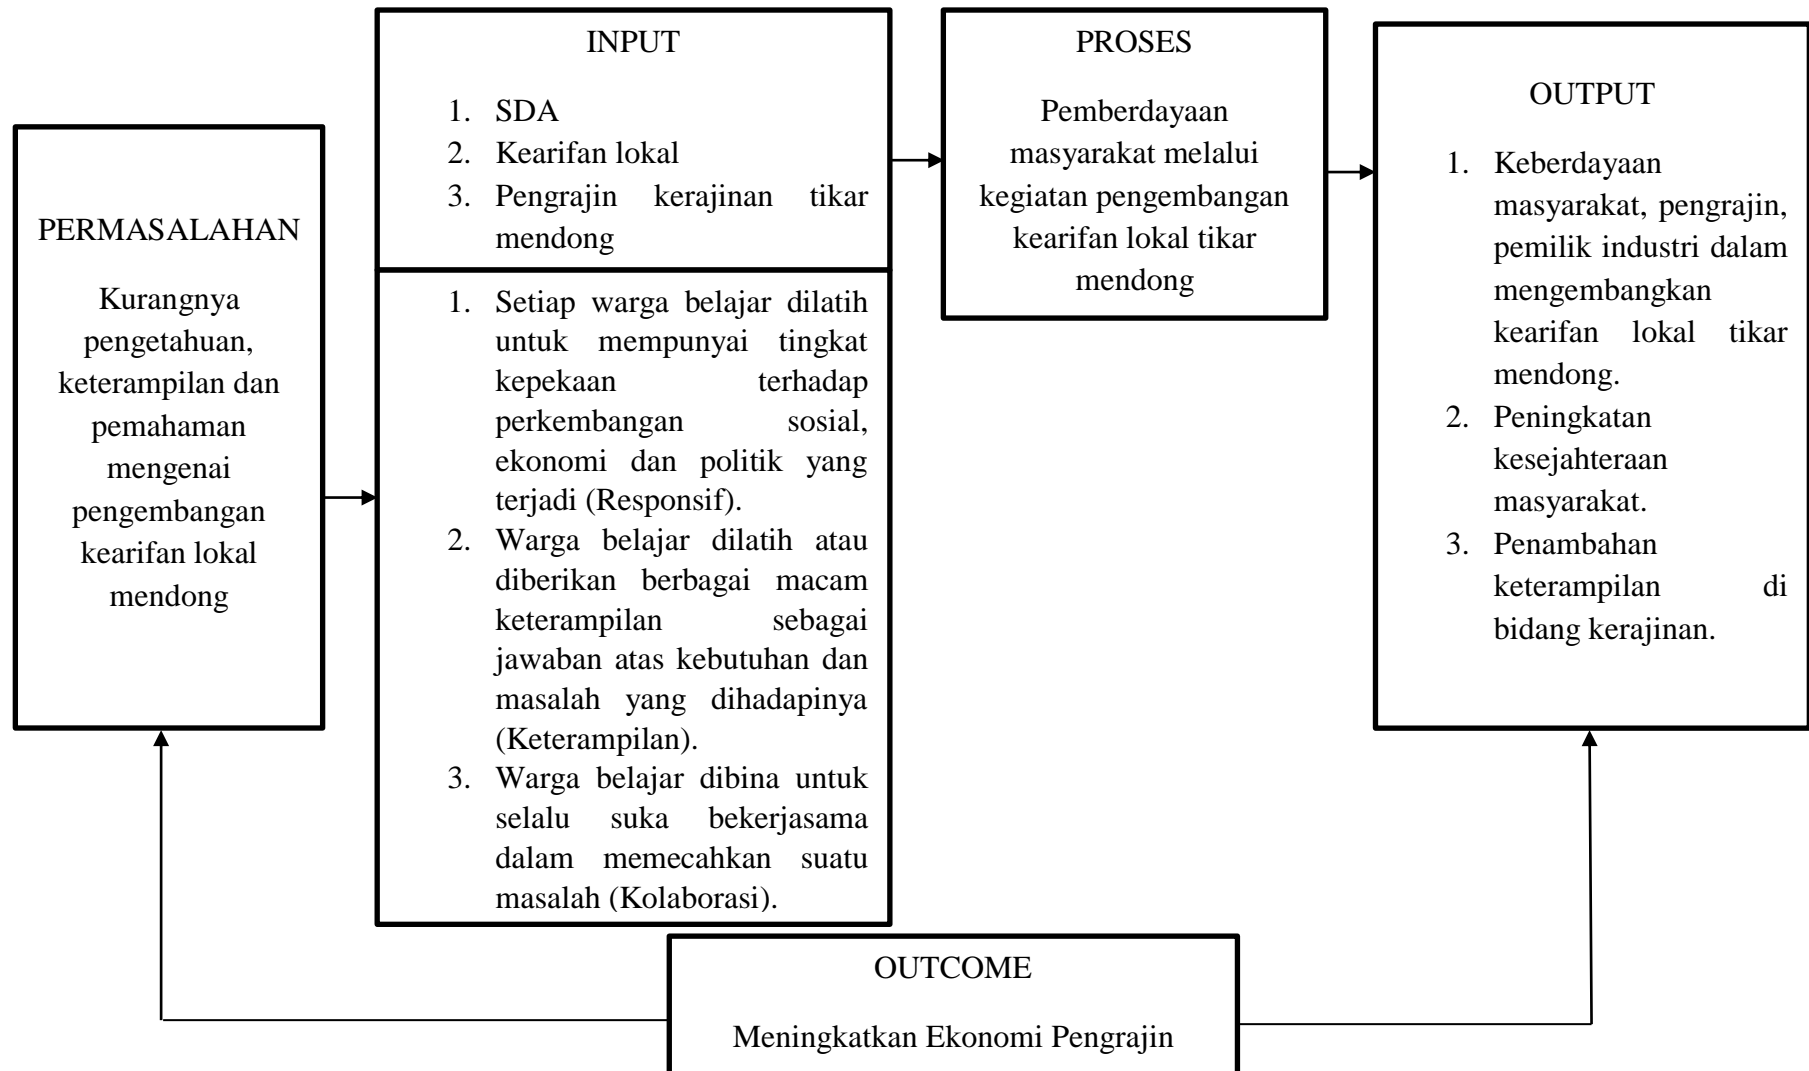 PERMASALAHAN
Kurangnya
pengetahuan,
keterampilan dan
pemahaman
mengenai
pengembangan
kearifan lokal
mendong
INPUT
1. SDA
2. Kearifan lokal
3. Pengrajin kerajinan tikar
mendong
1. Setiap warga belajar dilatih
untuk mempunyai tingkat
kepekaan terhadap
perkembangan sosial,
ekonomi dan politik yang
terjadi (Responsif).
2. Warga belajar dilatih atau
diberikan berbagai macam
keterampilan sebagai
jawaban atas kebutuhan dan
masalah yang dihadapinya
(Keterampilan).
3. Warga belajar dibina untuk
selalu suka bekerjasama
dalam memecahkan suatu
masalah (Kolaborasi).
PROSES
Pemberdayaan
masyarakat melalui
kegiatan pengembangan
kearifan lokal tikar
mendong
OUTPUT
1. Keberdayaan
masyarakat, pengrajin,
pemilik industri dalam
mengembangkan
kearifan lokal tikar
mendong.
2. Peningkatan
kesejahteraan
masyarakat.
3. Penambahan
keterampilan di
bidang kerajinan.
OUTCOME
Meningkatkan Ekonomi Pengrajin